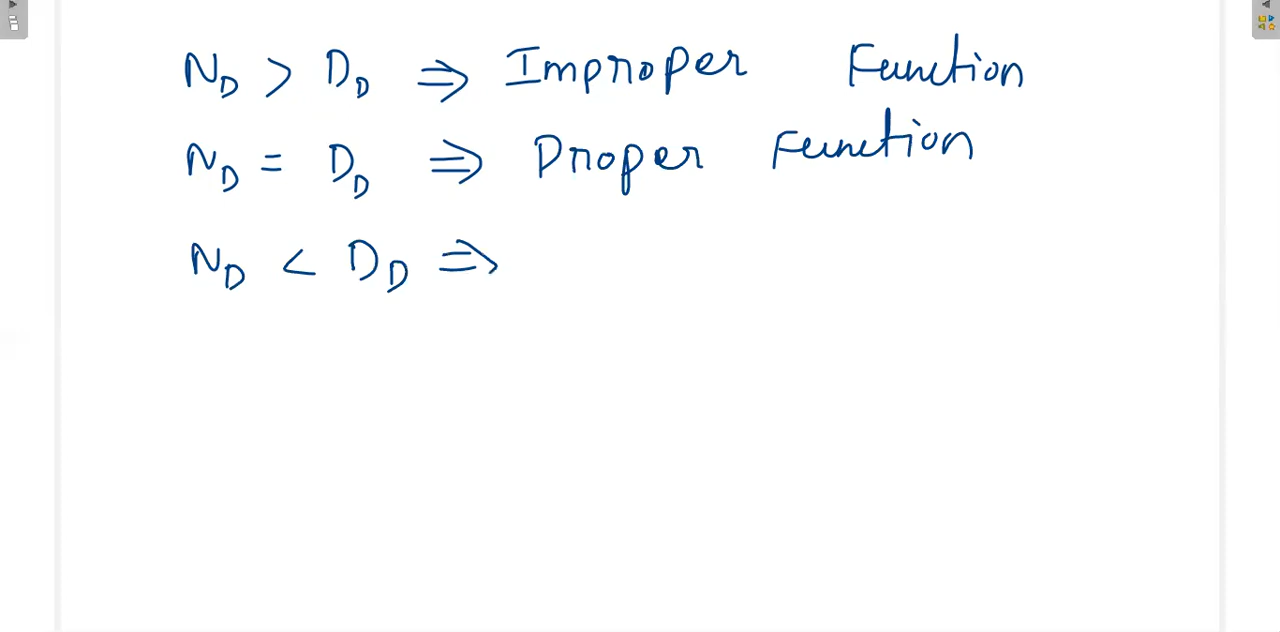 N_D > D_D ⇒ Improper Function
N_D = D_D ⇒ Proper Function
N_D < D_D ⇒